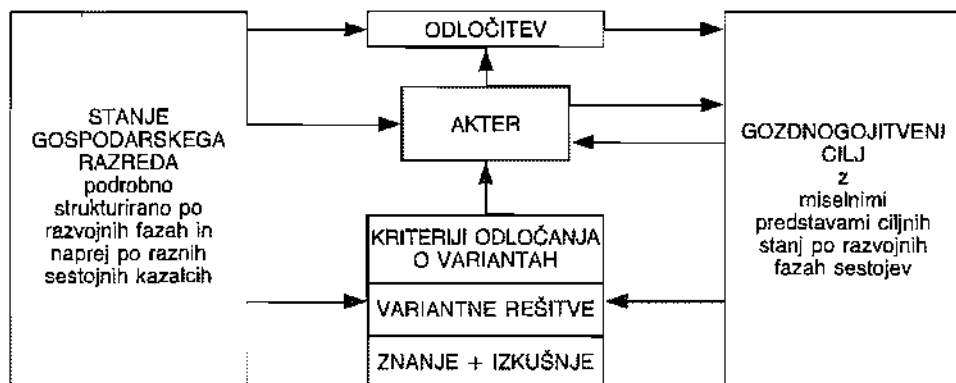 STANJE
GOSPODARSKEGA
RAZREDA
podrobno
strukturirano po
razvojnih fazah in
naprej po raznih
sestojnih kazalcih
ODLOČITEV
AKTER
KRITERIJI ODLOČANJA
O VARIANTAH
VARIANTNE REŠITVE
ZNANJE + IZKUŠNJE
GOZDNOGOJITVENI
CILJ
z
miselnimi
predstavami ciljnih
stanj po razvojnih
fazah sestojev